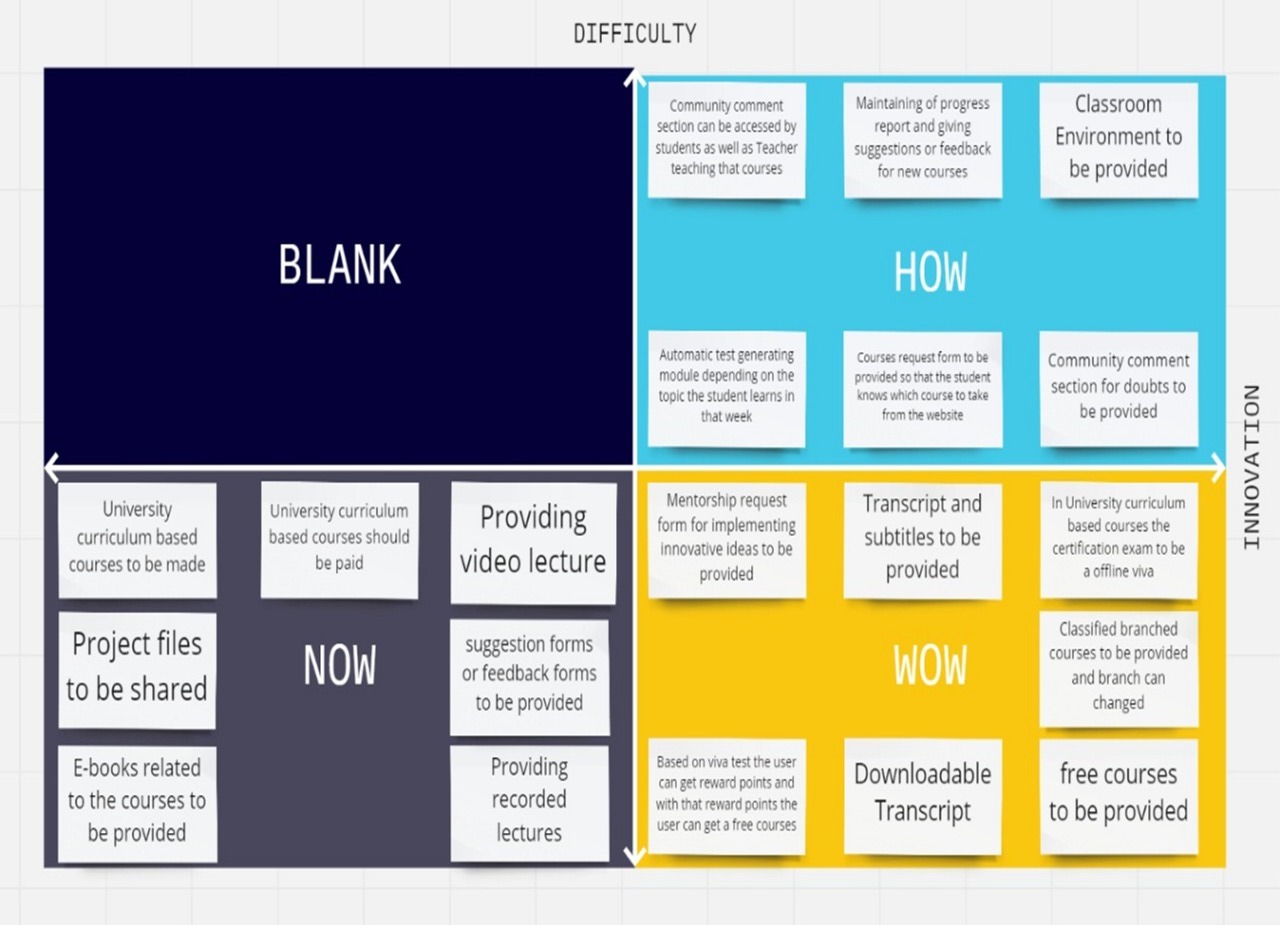 DIFFICULTY
BLANK
Community comment
section can be accessed by
students as well as Teacher
teaching that courses
Maintaining of progress
report and giving
suggestions or feedback
for new courses
Classroom
Environment to
be provided
HOW
Automatic test generating
module depending on the
topic the student learns in
that week
Courses request form to be
provided so that the student
knows which course to take
from the website
Community comment
section for doubts to
be provided
INNOVATION
University
curriculum based
courses to be made
University curriculum
based courses should
be paid
Providing
video lecture
Project files
to be shared
NOW
suggestion forms
or feedback forms
to be provided
E-books related
to the courses to
be provided
Providing
recorded
lectures
Mentorship request
form for implementing
innovative ideas to be
provided
Transcript and
subtitles to be
provided
In University curriculum
based courses the
certification exam to be
a offline viva
WOW
Classified branched
courses to be provided
and branch can
changed
Based on viva test the user
can get reward points and
with that reward points the
user can get a free courses
Downloadable
Transcript
free courses
to be provided